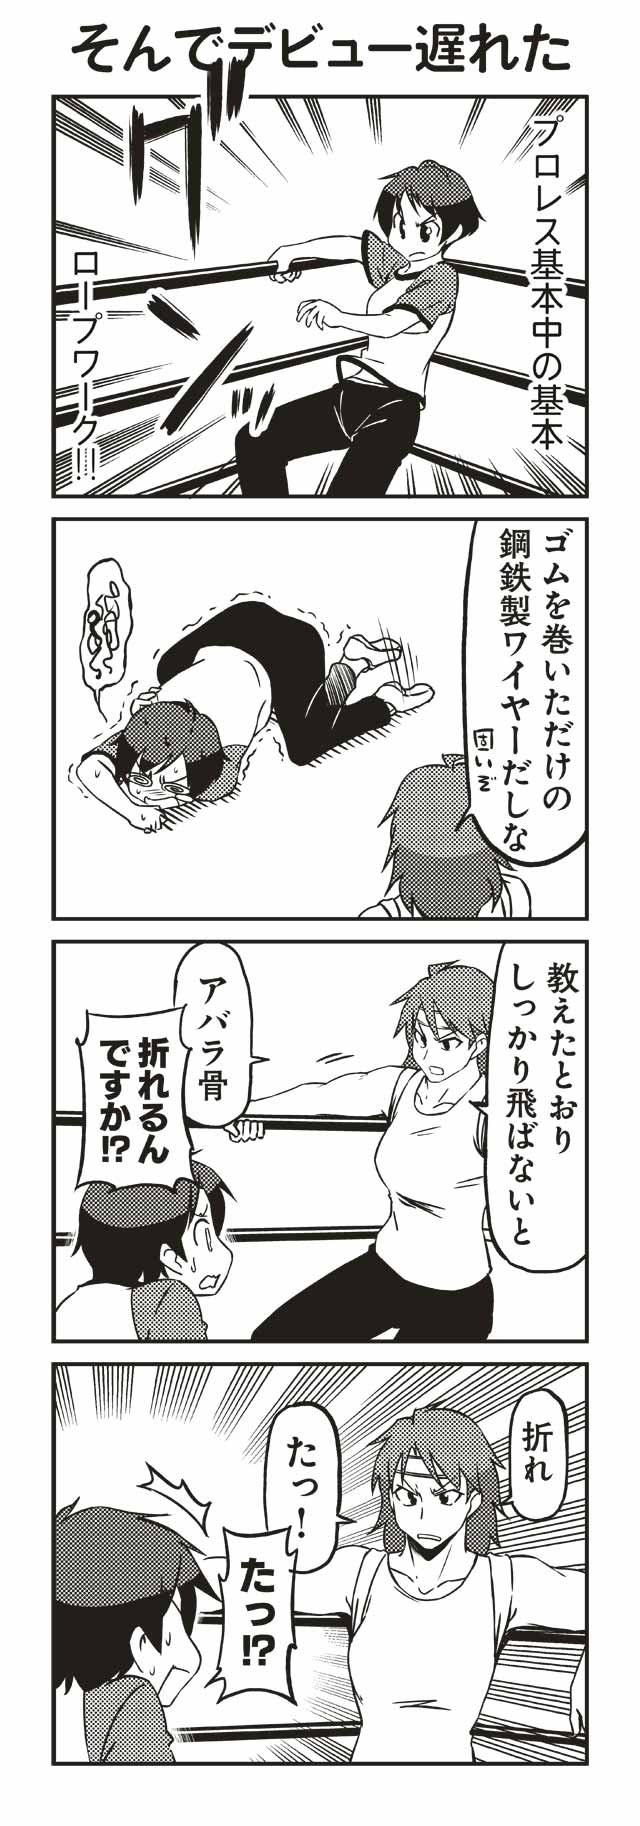 そんでデビュー遅れた
プロレス基本中の基本
ロープワーク!!!
ゴムを巻いただけの
鋼鉄製ワイヤーだしな
固いぞ
教えたとおり
しっかり飛ばないと
アバラ骨
折れるん
ですか!?
折れ
たっ!
たっ!?